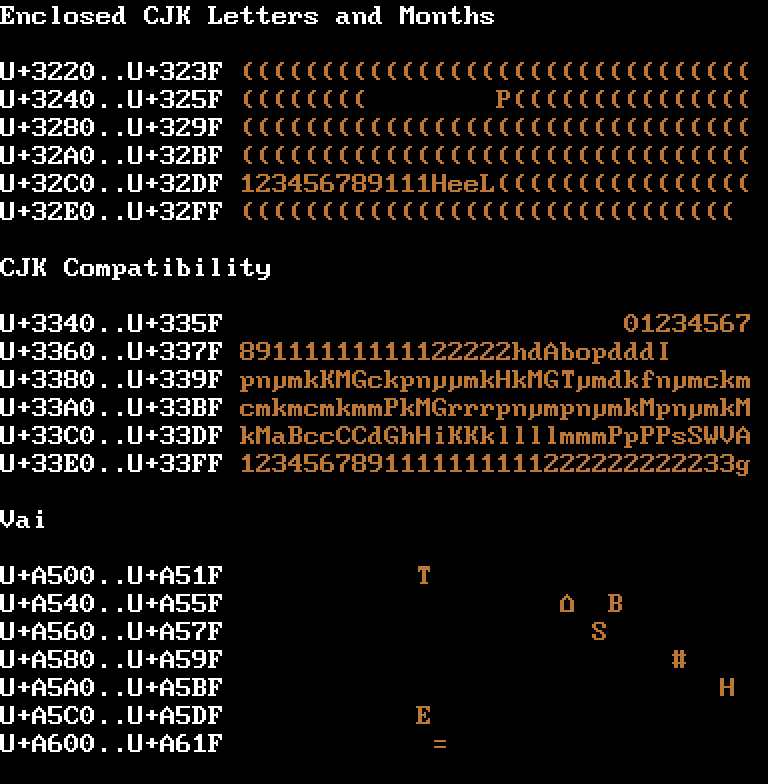 Enclosed CJK Letters and Months
U+3220..U+323F ((((((((((((((((((((((((((((((((
U+3240..U+325F ((((((((        P(((((((((((((((
U+3280..U+329F ((((((((((((((((((((((((((((((((
U+32A0..U+32BF ((((((((((((((((((((((((((((((((
U+32C0..U+32DF 123456789111HeeL((((((((((((((((
U+32E0..U+32FF (((((((((((((((((((((((((((((((
CJK Compatibility
U+3340..U+335F                         01234567
U+3360..U+337F 89111111111122222hdAbopdddI
U+3380..U+339F pnµmkKMGckpnµµmkHkMGTµmdkfnµmckm
U+33A0..U+33BF cmkmcmkmmPkMGrrrpnµmpnµmkMpnµmkM
U+33C0..U+33DF kMaBccCCdGhHiKKkllllmmmPpPPsSWVA
U+33E0..U+33FF 1234567891111111111222222222233g
Vai
U+A500..U+A51F            T
U+A540..U+A55F                     Δ  B
U+A560..U+A57F                       S
U+A580..U+A59F                            #
U+A5A0..U+A5BF                               H
U+A5C0..U+A5DF            E
U+A600..U+A61F             =